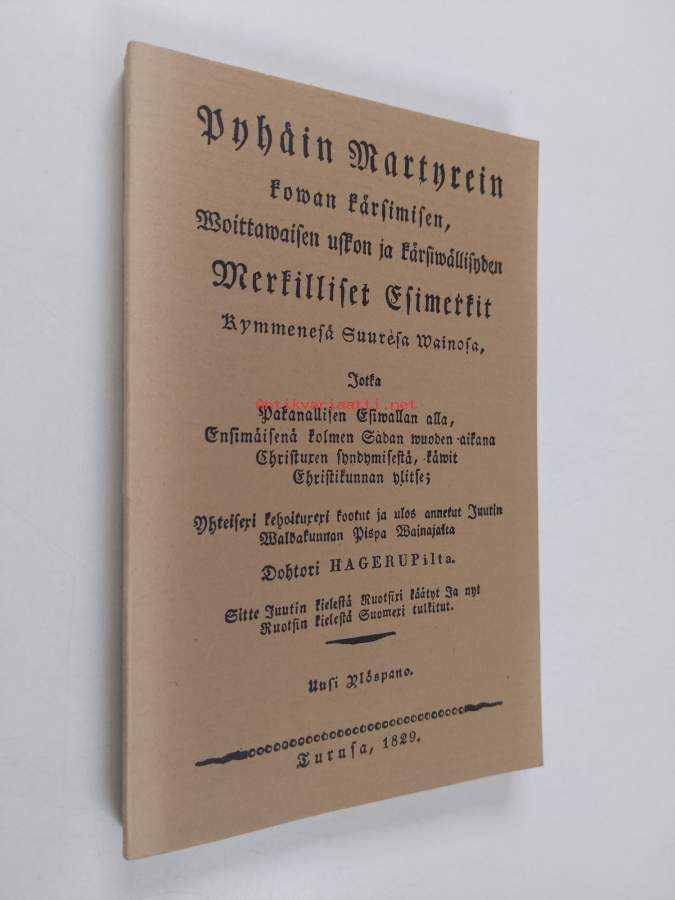 Pyhäin Martyrein
kowan kärsimisen,
Woittawaisen uskon ja kärsiwällisyden
Merkilliset Esimerkit
Kymmenesä Suuresa Wainosa,
Jotka
Antikvariaatti.net
Pakanallisen Esiwallan alla,
Ensimäisenä kolmen Sadan wuoden aikana
Christuxen syndymisestä, käwit
Christikunnan ylitse;
Yhteisexi kehoituxexi kootut ja ulos annetut Juutin
Waldakunnan Pispa Wainajalta
Dohtori HAGERUPilta.
Sitte Juutin kielestä Ruotsixi käätyt Ja nyt
Ruotsin kielestä Suomexi tulkitut.
Uusi Ylöspano.
Turusa, 1829.